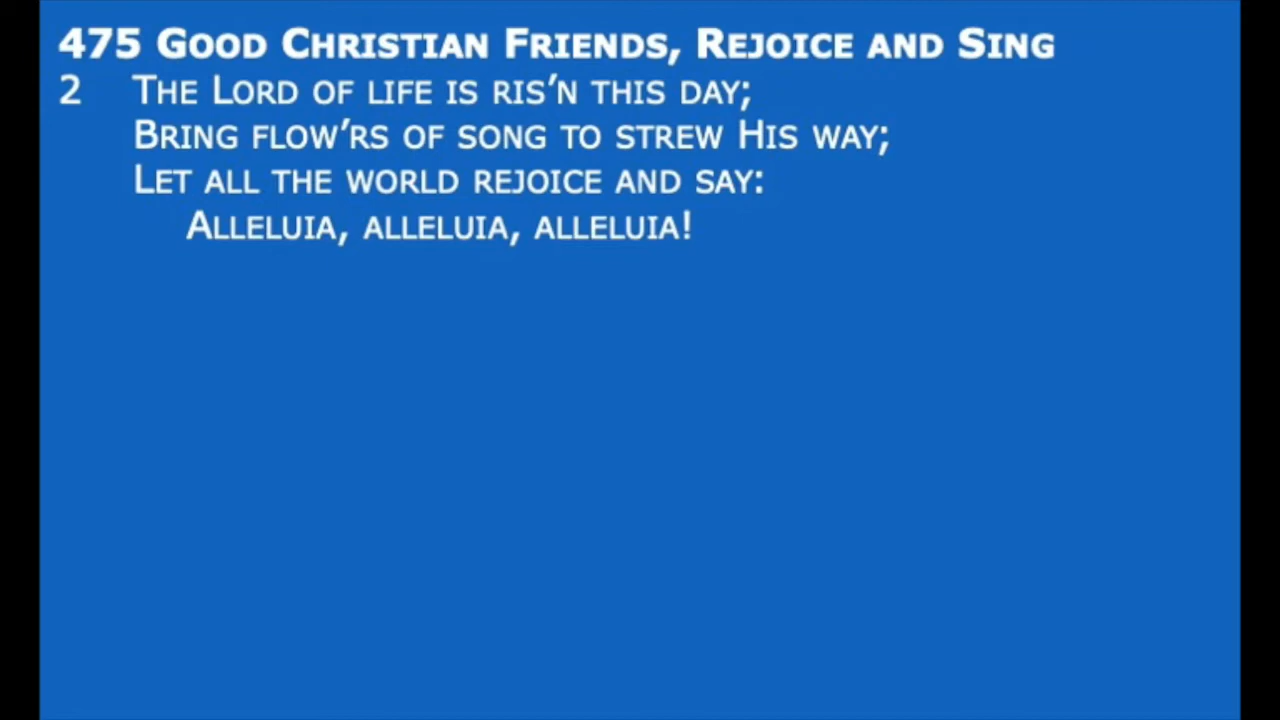 475 Good Christian Friends, Rejoice and Sing
2 The Lord of life is ris’n this day;
Bring flow’rs of song to strew His way;
Let all the world rejoice and say:
Alleluia, alleluia, alleluia!